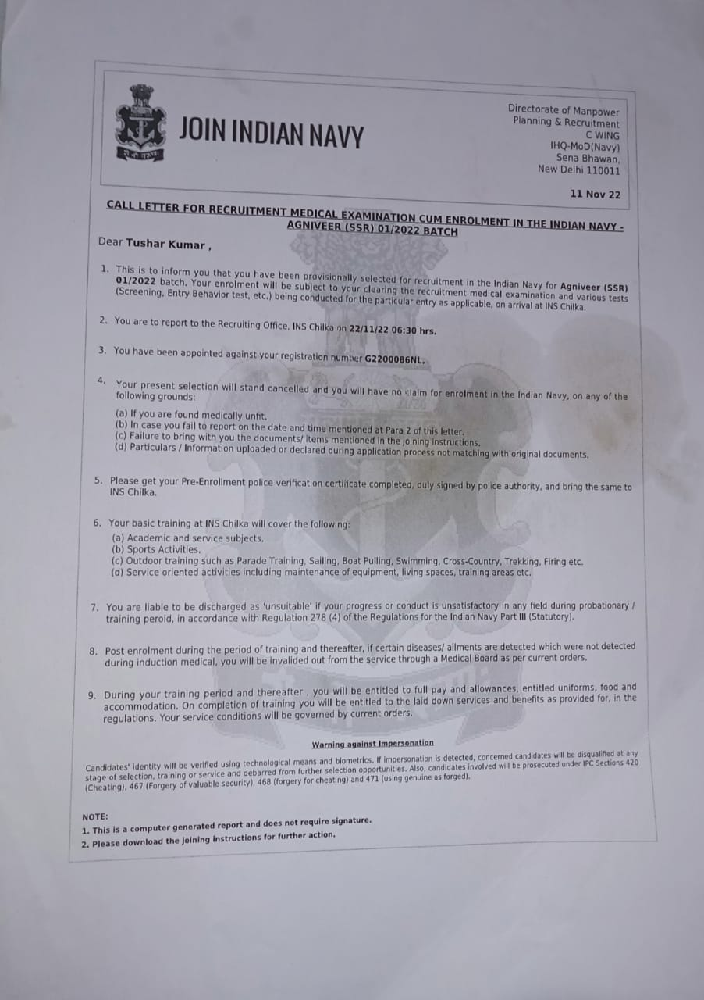 सं नो वरुणः
JOIN INDIAN NAVY
Directorate of Manpower
Planning & Recruitment
C WING
IHQ-MoD(Navy)
Sena Bhawan,
New Delhi 110011
11 Nov 22
CALL LETTER FOR RECRUITMENT MEDICAL EXAMINATION CUM ENROLMENT IN THE INDIAN NAVY -
AGNIVEER (SSR) 01/2022 BATCH
Dear Tushar Kumar ,
1. This is to inform you that you have been provisionally selected for recruitment in the Indian Navy for Agniveer (SSR)
01/2022 batch. Your enrolment will be subject to your clearing the recruitment medical examination and various tests
(Screening, Entry Behavior test, etc.) being conducted for the particular entry as applicable, on arrival at INS Chilka.
2. You are to report to the Recruiting Office, INS Chilka on 22/11/22 06:30 hrs.
3. You have been appointed against your registration number G2200086NL.
4. Your present selection will stand cancelled and you will have no claim for enrolment in the Indian Navy, on any of the
following grounds:
(a) If you are found medically unfit.
(b) In case you fail to report on the date and time mentioned at Para 2 of this letter.
(c) Failure to bring with you the documents/ items mentioned in the joining instructions.
(d) Particulars / Information uploaded or declared during application process not matching with original documents.
5. Please get your Pre-Enrollment police verification certificate completed, duly signed by police authority, and bring the same to
INS Chilka.
6. Your basic training at INS Chilka will cover the following:
(a) Academic and service subjects.
(b) Sports Activities.
(c) Outdoor training such as Parade Training, Sailing, Boat Pulling, Swimming, Cross-Country, Trekking, Firing etc.
(d) Service oriented activities including maintenance of equipment, living spaces, training areas etc.
7. You are liable to be discharged as 'unsuitable' if your progress or conduct is unsatisfactory in any field during probationary /
training peroid, in accordance with Regulation 278 (4) of the Regulations for the Indian Navy Part III (Statutory).
8. Post enrolment during the period of training and thereafter, if certain diseases/ ailments are detected which were not detected
during induction medical, you will be invalided out from the service through a Medical Board as per current orders.
9. During your training period and thereafter , you will be entitled to full pay and allowances, entitled uniforms, food and
accommodation. On completion of training you will be entitled to the laid down services and benefits as provided for, in the
regulations. Your service conditions will be governed by current orders.
Warning against Impersonation
Candidates' identity will be verified using technological means and biometrics. If impersonation is detected, concerned candidates will be disqualified at any
stage of selection, training or service and debarred from further selection opportunities. Also, candidates involved will be prosecuted under IPC Sections 420
(Cheating), 467 (Forgery of valuable security), 468 (forgery for cheating) and 471 (using genuine as forged).
NOTE:
1. This is a computer generated report and does not require signature.
2. Please download the joining instructions for further action.